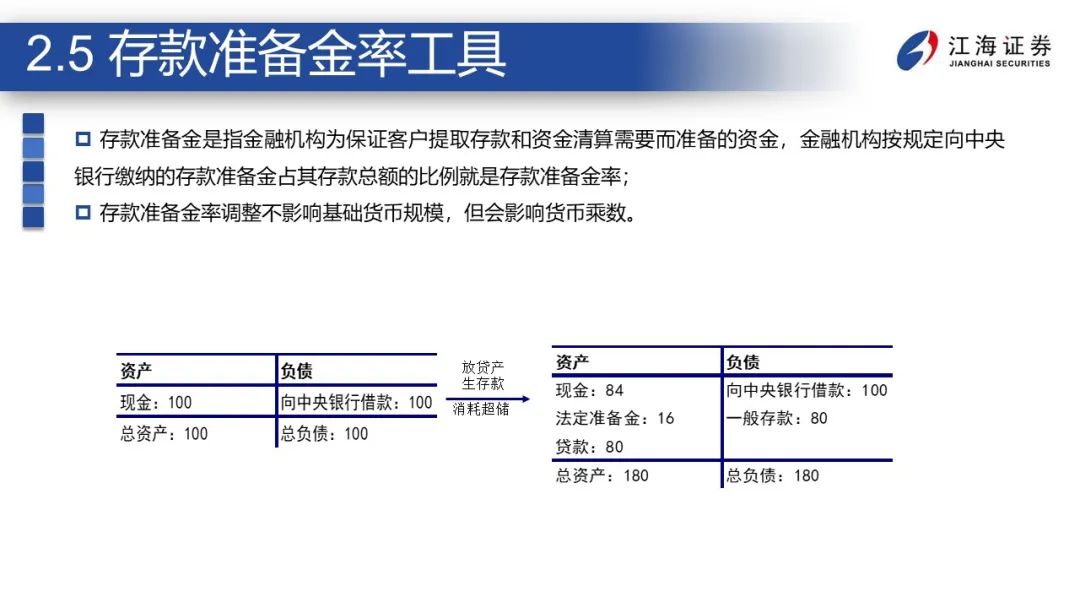 2.5 存款准备金率工具
江海证券
JIANGHAI SECURITIES
存款准备金是指金融机构为保证客户提取存款和资金清算需要而准备的资金，金融机构按规定向中央
银行缴纳的存款准备金占其存款总额的比例就是存款准备金率；
存款准备金率调整不影响基础货币规模，但会影响货币乘数。
资产 负债
现金：100 向中央银行借款：100
总资产：100 总负债：100
放贷产
生存款
消耗超储
资产 负债
现金：84 向中央银行借款：100
法定准备金：16 一般存款：80
贷款：80
总资产：180 总负债：180